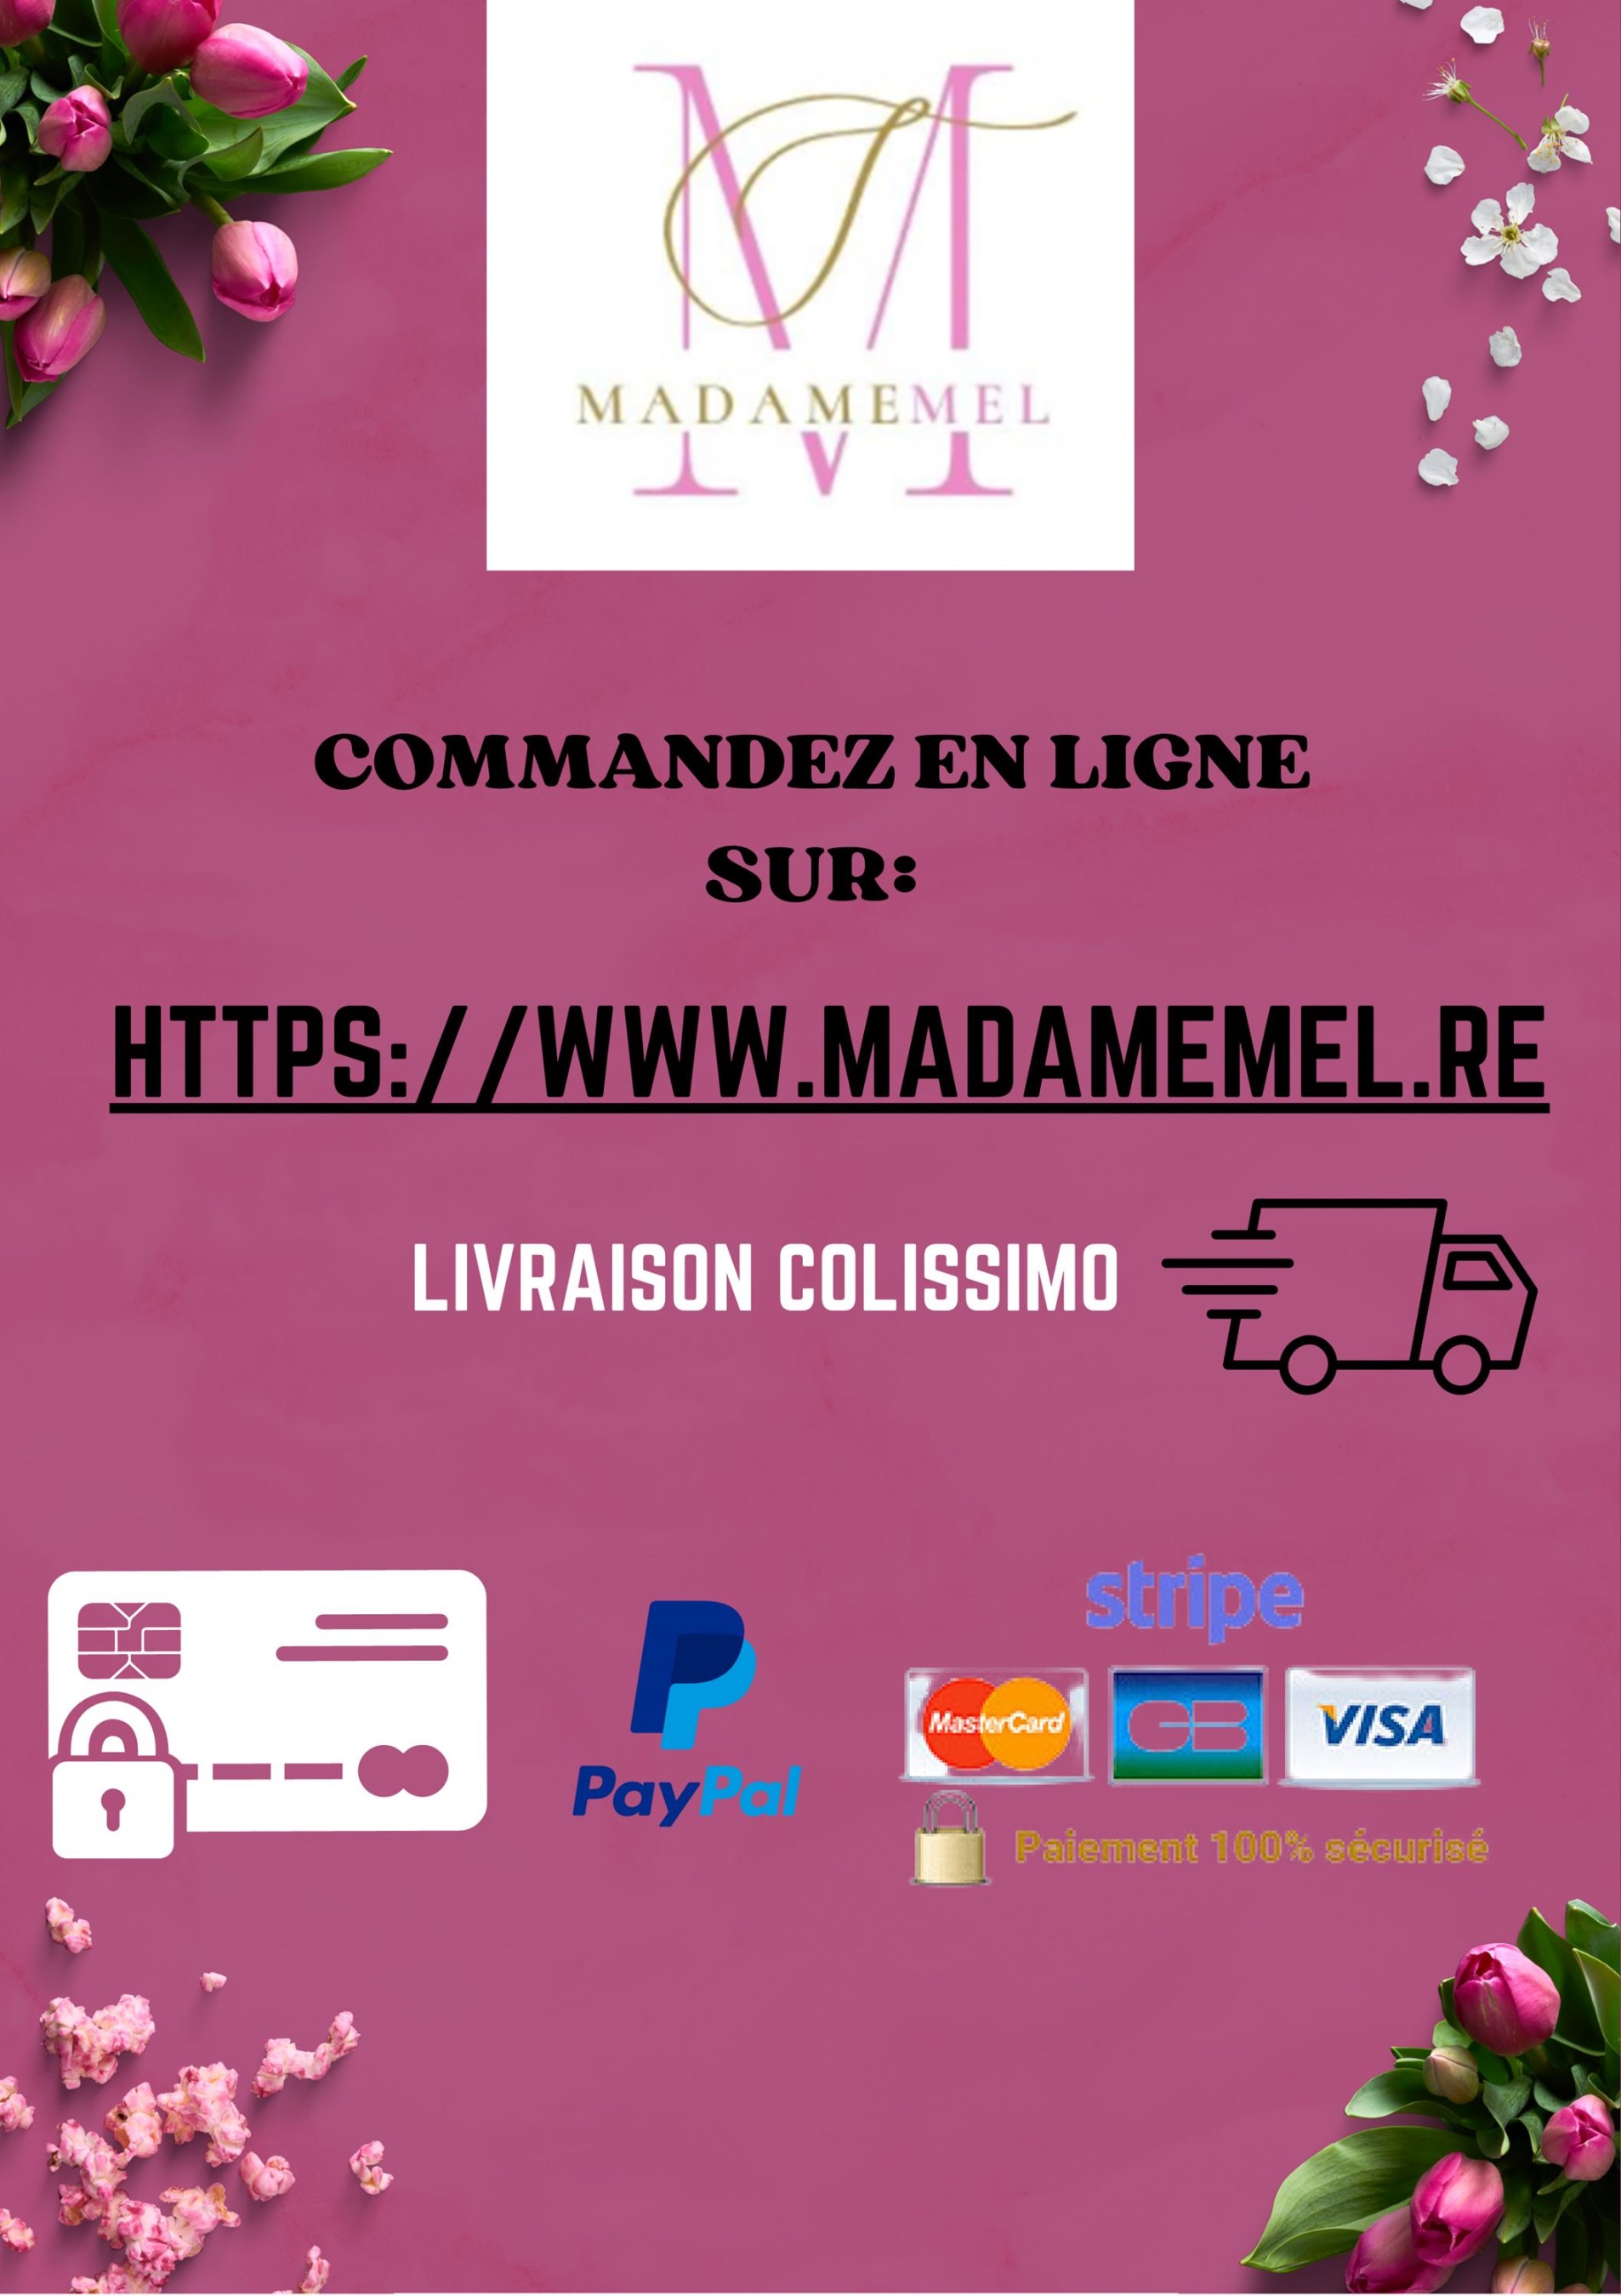 MADAMEMEL
COMMANDEZ EN LIGNE
SUR:
HTTPS://WWW.MADAMEMEL.RE
LIVRAISON COLISSIMO
stripe
MasterCard CB VISA
PayPal
Paiement 100% sécurisé